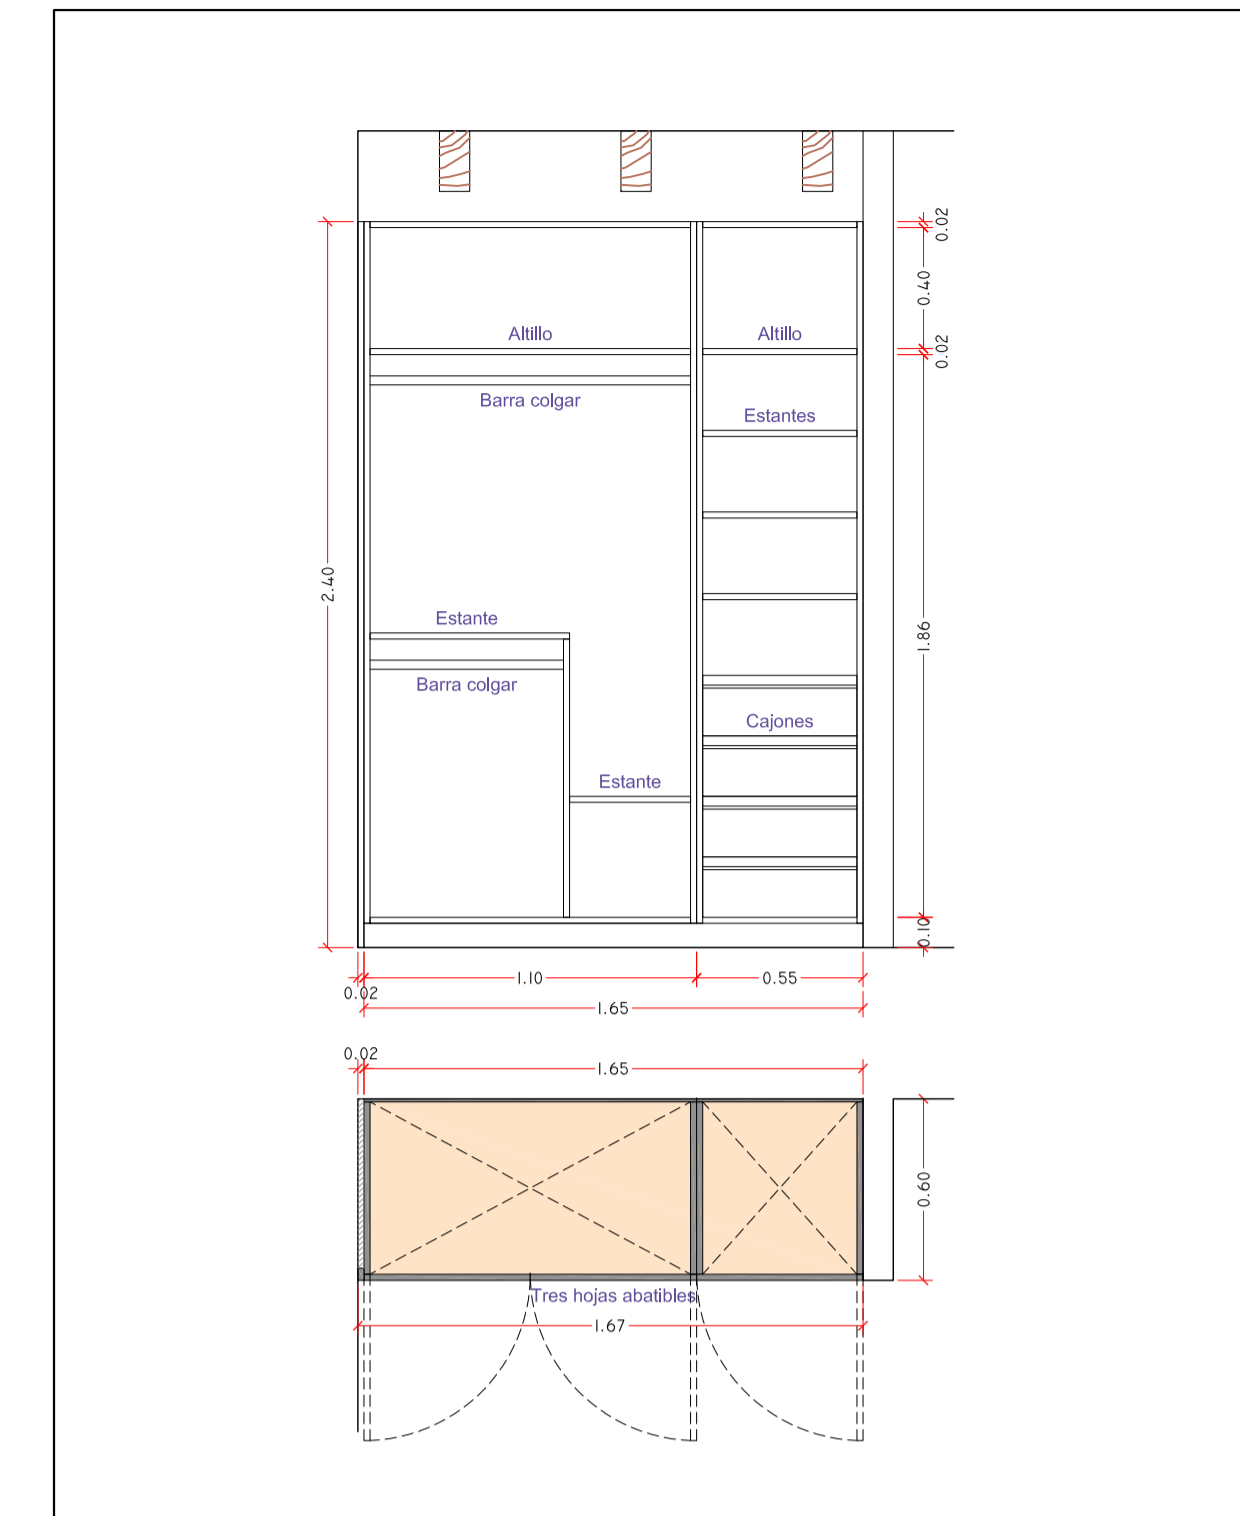 0.02
0.40
Altillo
Altillo
0.02
Barra colgar
Estantes
2.40
Estante
1.86
Barra colgar
Cajones
Estante
0.10
1.10
0.55
0.02
1.65
0.02
1.65
0.60
Tres hojas abatibles
1.67